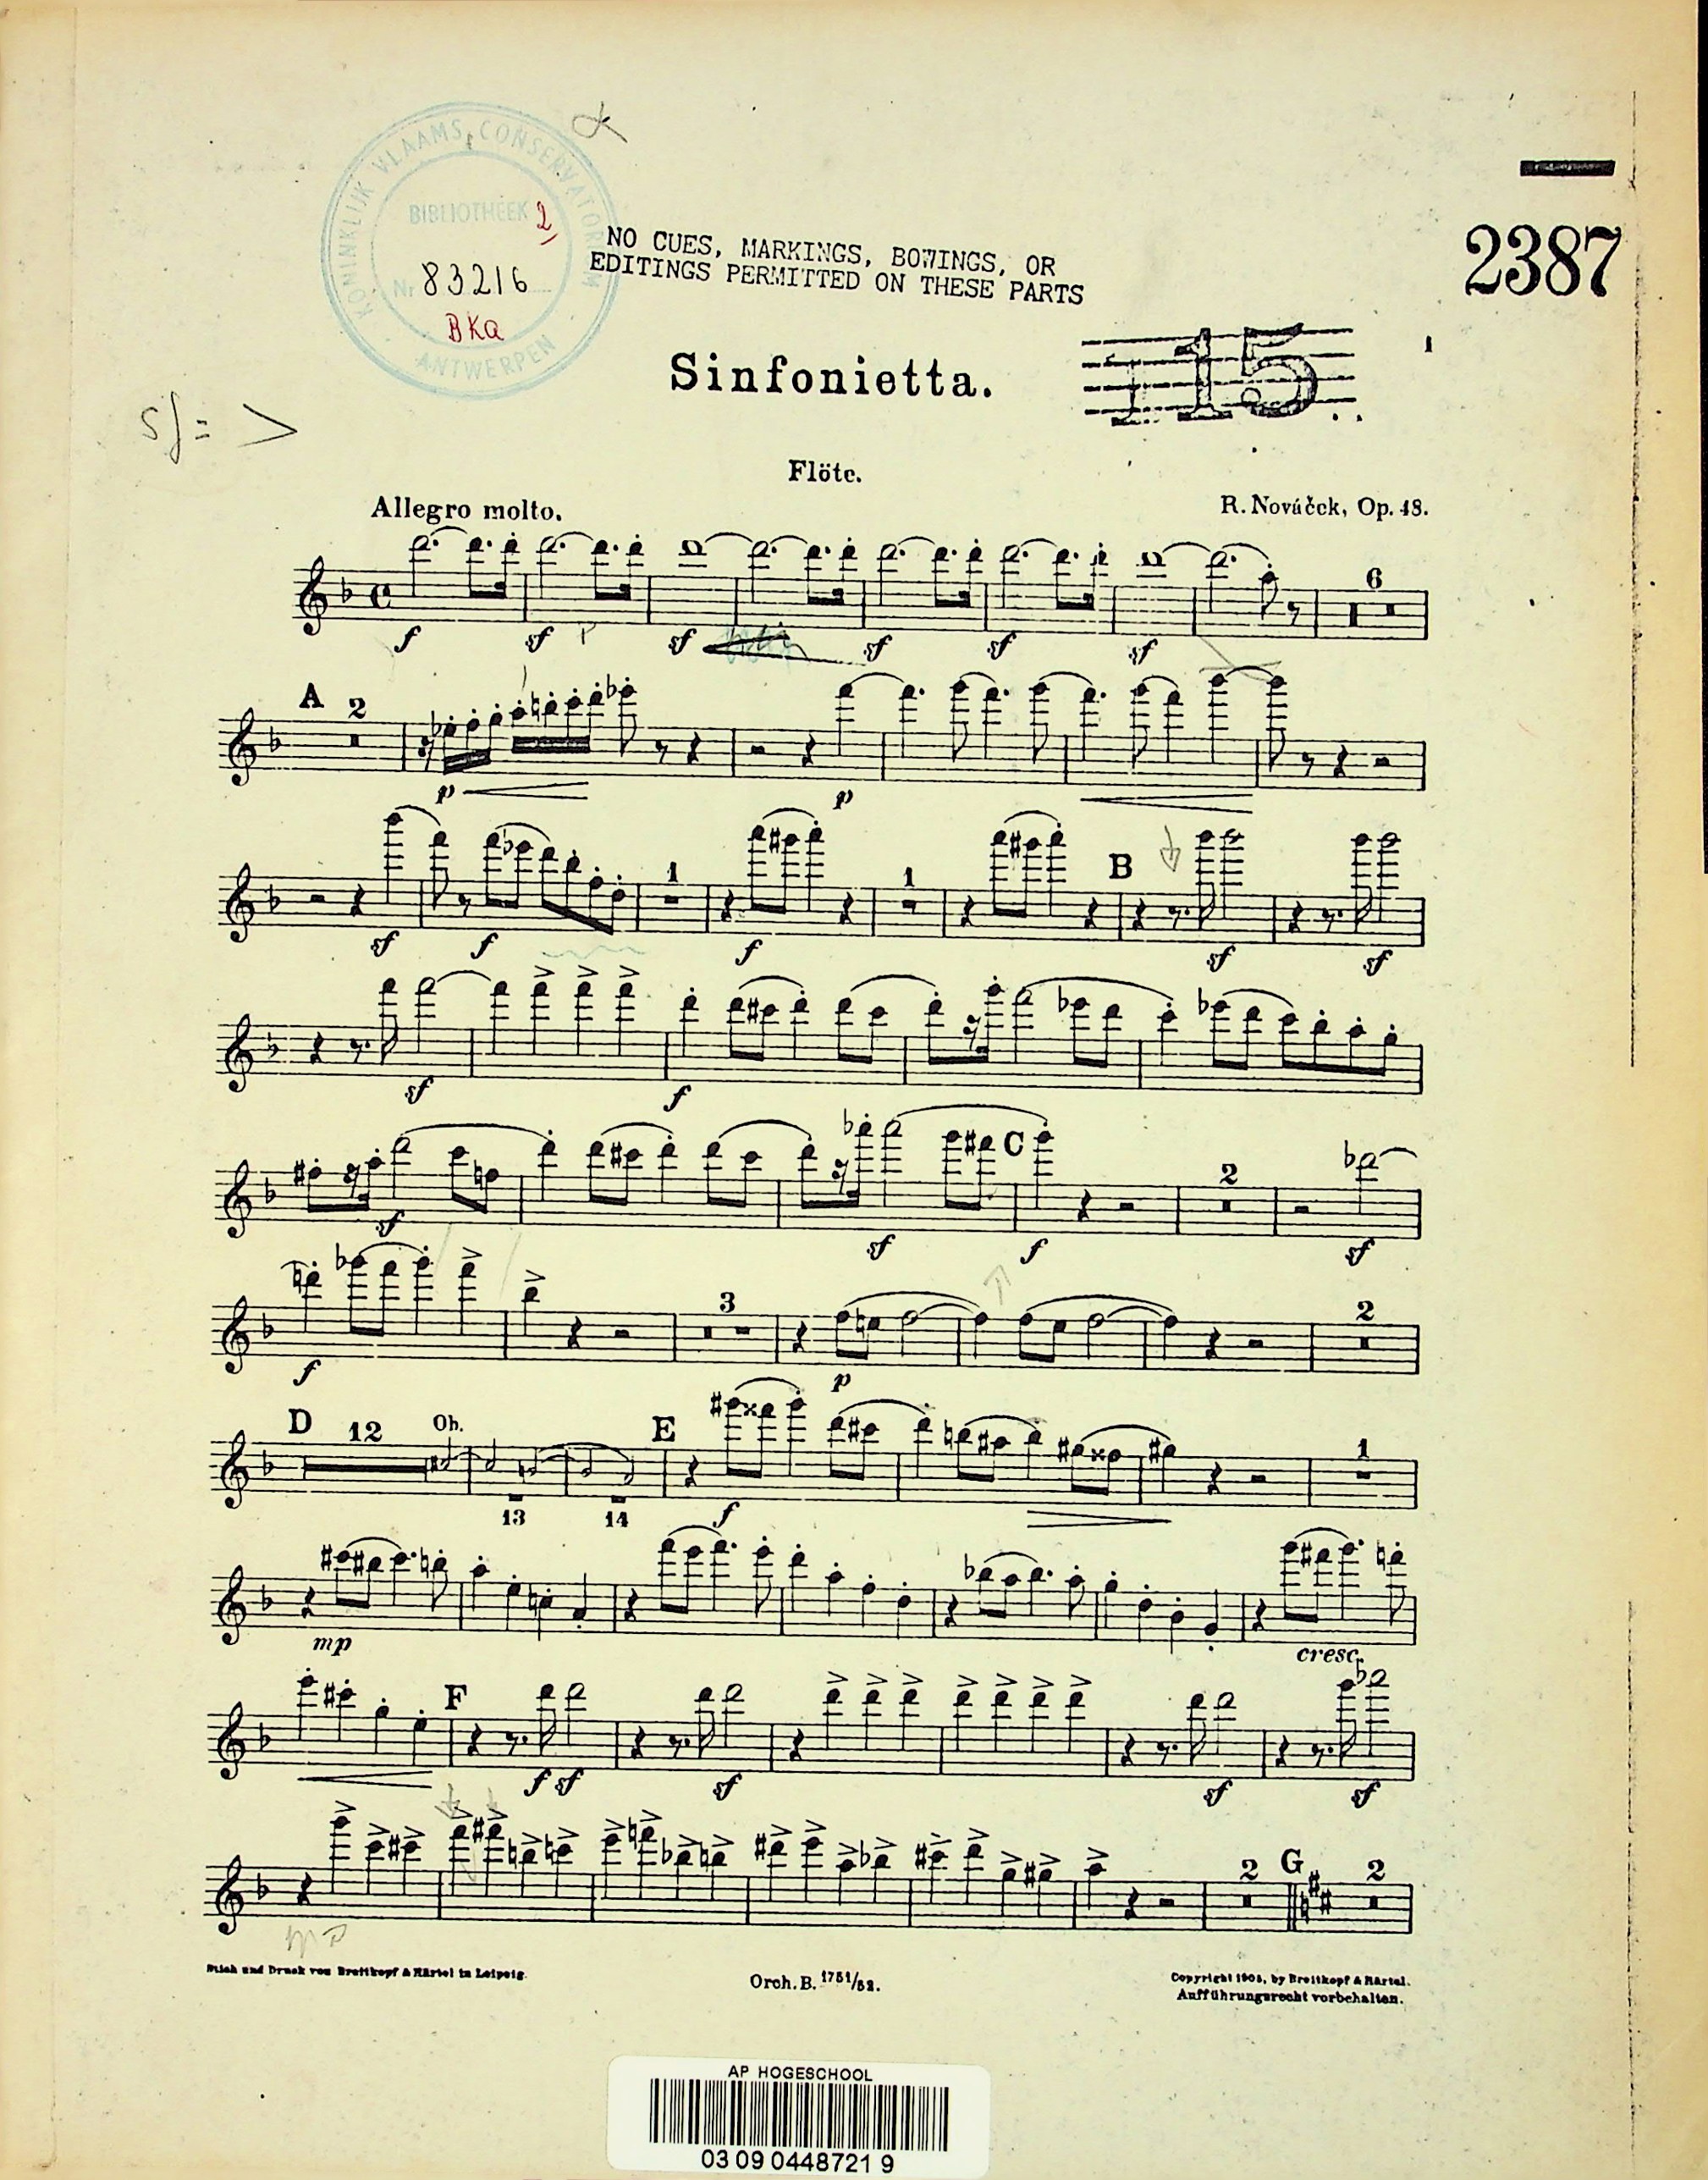 KONINKLIJK VLAAMS CONSERVATORIUM
BIBLIOTHEEK 2
Nr 83216
BKa
ANTWERPEN
NO CUES, MARKINGS, BOWINGS, OR
EDITINGS PERMITTED ON THESE PARTS
2387
15
1
Sinfonietta.
sf = >
Flöte.
Allegro molto.
R. Nováček, Op. 48.
f sf p sf sf sf sf
6
A 2
p p
1 1 B
sf f f sf sf
sf f
C 2
sf sf f sf
3 2
f p
D 12 Ob. E 1
13 14 f
mp cresc.
F
f sf sf sf sf
2 G 2
Stich und Druck von Breitkopf & Härtel in Leipzig.
Orch. B. 1751/52.
Copyright 1905, by Breitkopf & Härtel.
Aufführungsrecht vorbehalten.
AP HOGESCHOOL
03 09 0448721 9